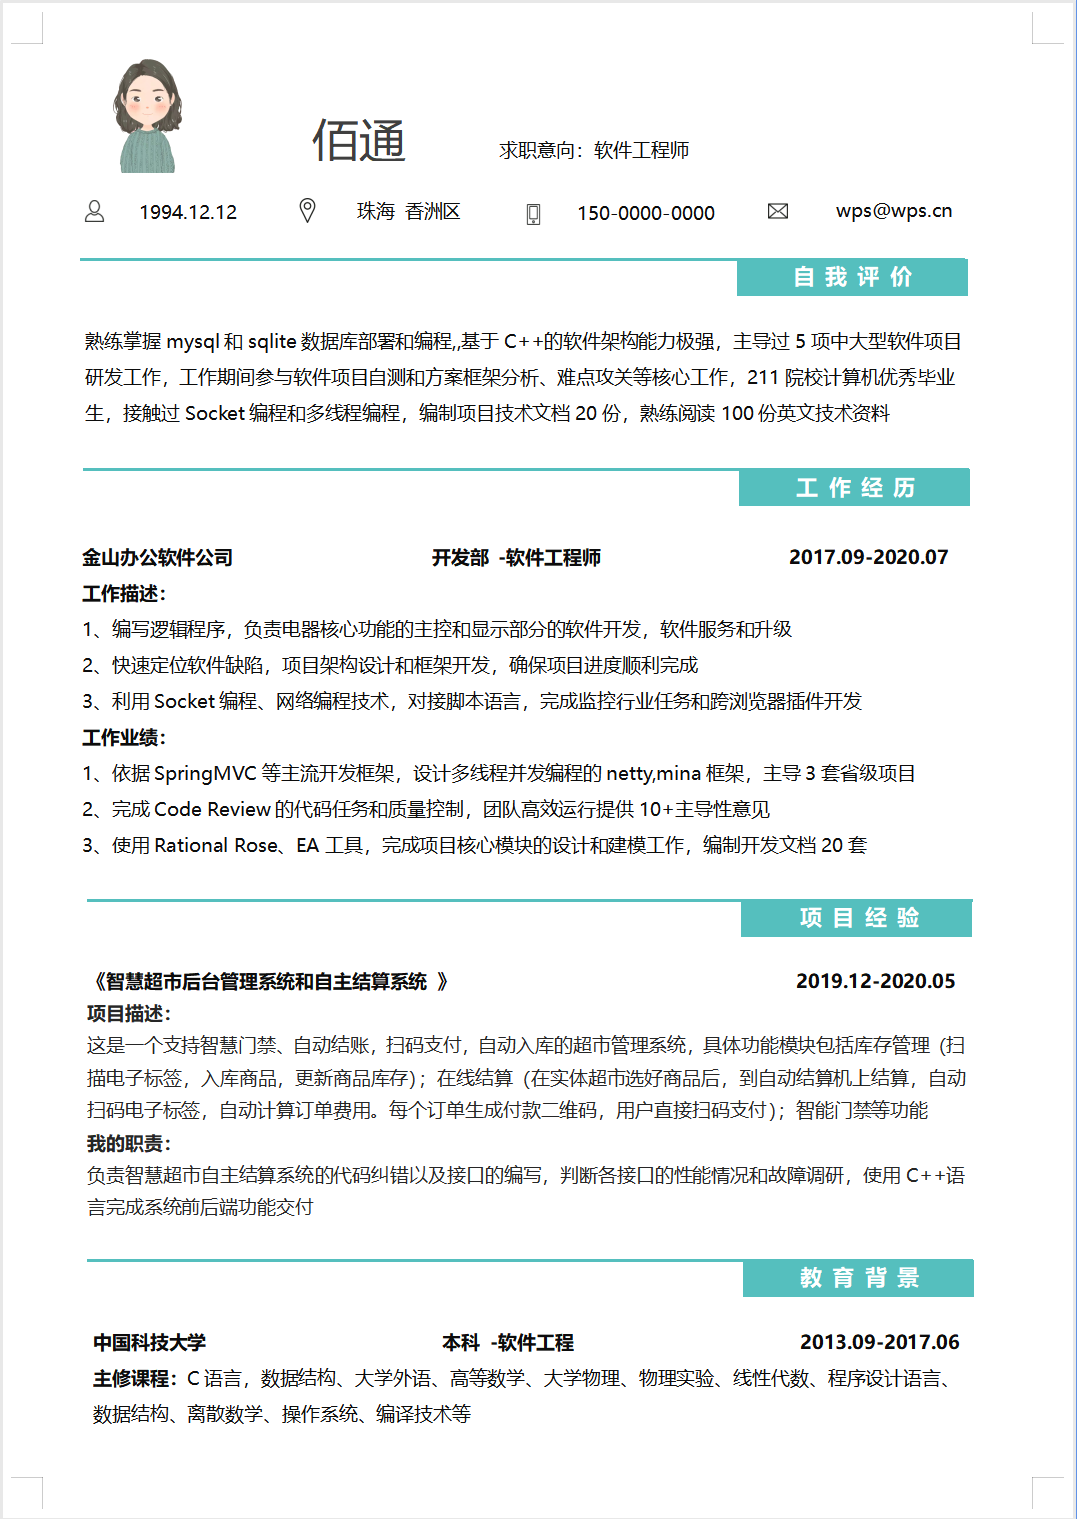 佰通
求职意向：软件工程师
1994.12.12 珠海 香洲区 150-0000-0000 wps@wps.cn
自我评价
熟练掌握 mysql 和 sqlite 数据库部署和编程,,基于 C++的软件架构能力极强，主导过 5 项中大型软件项目
研发工作，工作期间参与软件项目自测和方案框架分析、难点攻关等核心工作，211 院校计算机优秀毕业
生，接触过 Socket 编程和多线程编程，编制项目技术文档 20 份，熟练阅读 100 份英文技术资料
工作经历
金山办公软件公司 开发部 -软件工程师 2017.09-2020.07
工作描述：
1、编写逻辑程序，负责电器核心功能的主控和显示部分的软件开发，软件服务和升级
2、快速定位软件缺陷，项目架构设计和框架开发，确保项目进度顺利完成
3、利用 Socket 编程、网络编程技术，对接脚本语言，完成监控行业任务和跨浏览器插件开发
工作业绩：
1、依据 SpringMVC 等主流开发框架，设计多线程并发编程的 netty,mina 框架，主导 3 套省级项目
2、完成 Code Review 的代码任务和质量控制，团队高效运行提供 10+主导性意见
3、使用 Rational Rose、EA 工具，完成项目核心模块的设计和建模工作，编制开发文档 20 套
项目经验
《智慧超市后台管理系统和自主结算系统 》 2019.12-2020.05
项目描述：
这是一个支持智慧门禁、自动结账，扫码支付，自动入库的超市管理系统，具体功能模块包括库存管理（扫
描电子标签，入库商品，更新商品库存）；在线结算（在实体超市选好商品后，到自动结算机上结算，自动
扫码电子标签，自动计算订单费用。每个订单生成付款二维码，用户直接扫码支付）；智能门禁等功能
我的职责：
负责智慧超市自主结算系统的代码纠错以及接口的编写，判断各接口的性能情况和故障调研，使用 C++语
言完成系统前后端功能交付
教育背景
中国科技大学 本科 -软件工程 2013.09-2017.06
主修课程：C 语言，数据结构、大学外语、高等数学、大学物理、物理实验、线性代数、程序设计语言、
数据结构、离散数学、操作系统、编译技术等